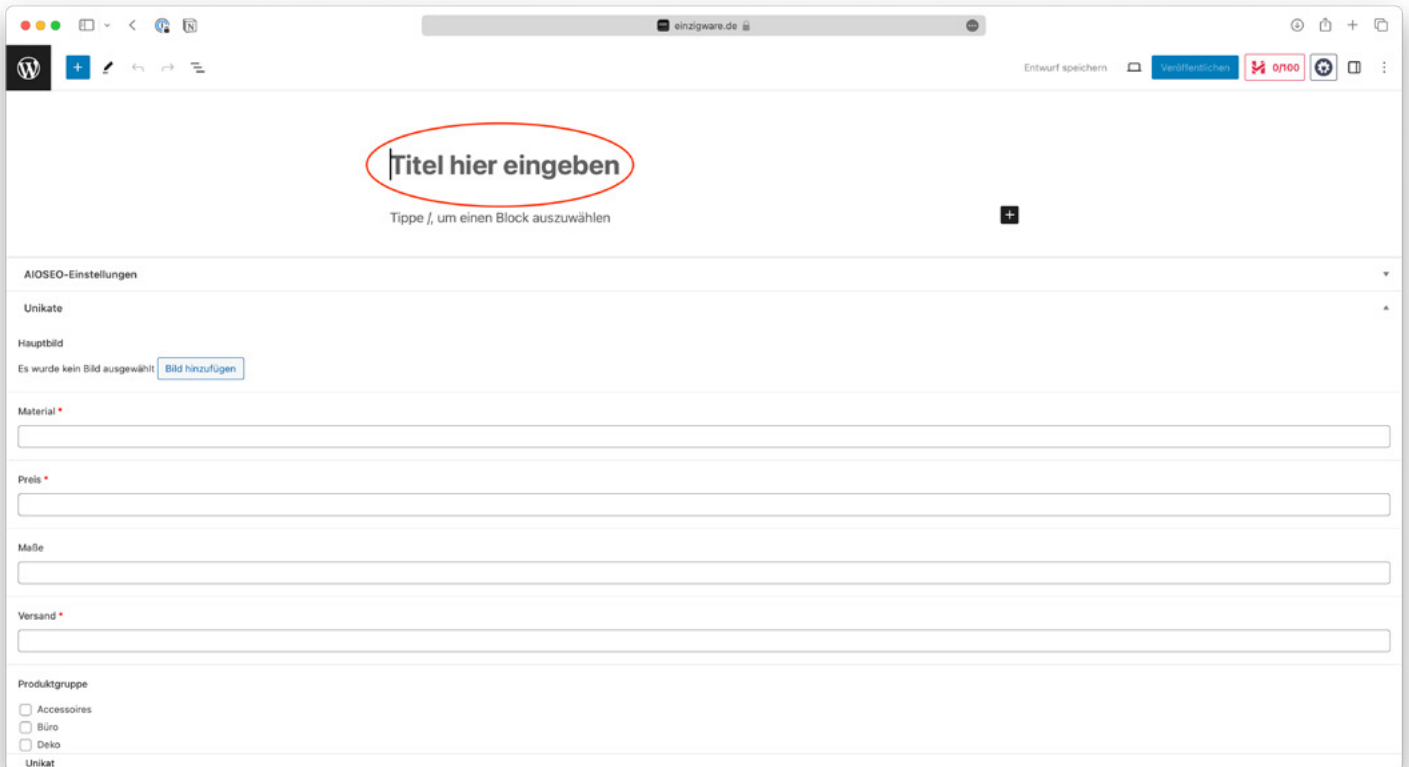 einzigware.de
Entwurf speichern
Veröffentlichen
0/100
Titel hier eingeben
Tippe /, um einen Block auszuwählen
AIOSEO-Einstellungen
Unikate
Hauptbild
Es wurde kein Bild ausgewählt Bild hinzufügen
Material *
Preis *
Maße
Versand *
Produktgruppe
Accessoires
Büro
Deko
Unikat